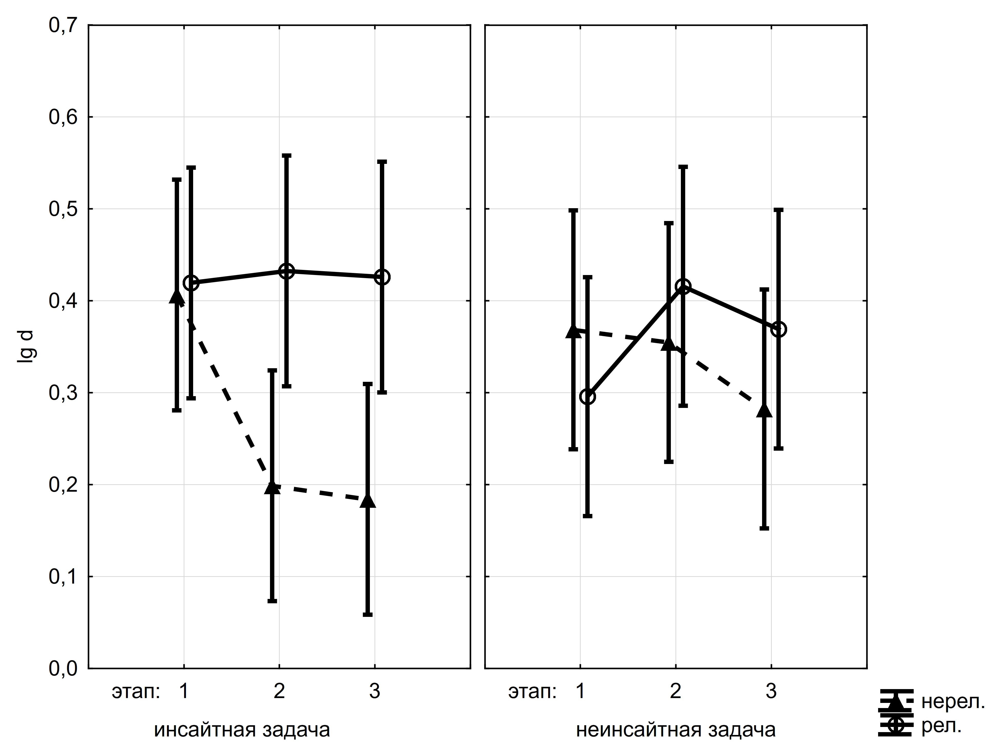 0,7
0,6
0,5
0,4
0,3
0,2
0,1
0,0
lg d
этап: 1 2 3
инсайтная задача
этап: 1 2 3
неинсайтная задача
нерел.
рел.